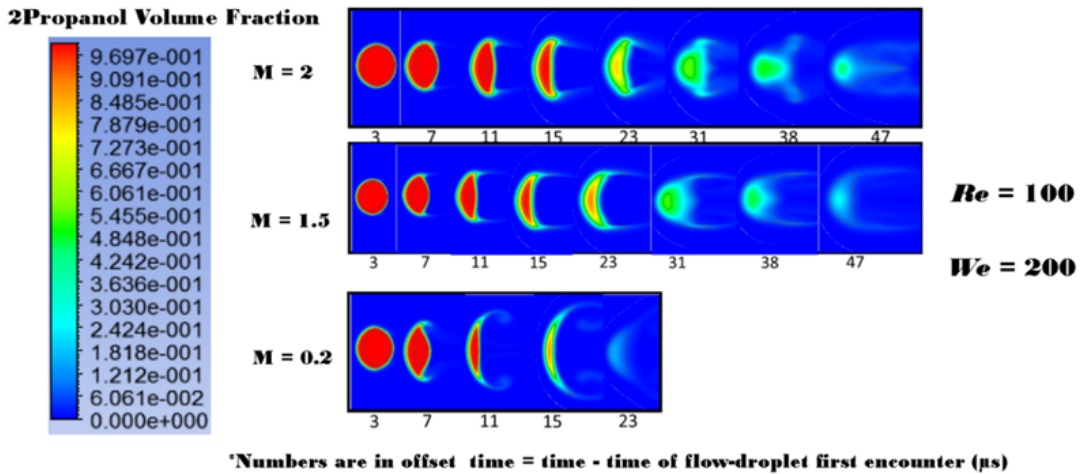 2Propanol Volume Fraction
9.697e-001
9.091e-001
8.485e-001
7.879e-001
7.273e-001
6.667e-001
6.061e-001
5.455e-001
4.848e-001
4.242e-001
3.636e-001
3.030e-001
2.424e-001
1.818e-001
1.212e-001
6.061e-002
0.000e+000
M = 2
3 7 11 15 23 31 38 47
M = 1.5
3 7 11 15 23 31 38 47
M = 0.2
3 7 11 15 23
Re = 100
We = 200
*Numbers are in offset time = time - time of flow-droplet first encounter (µs)